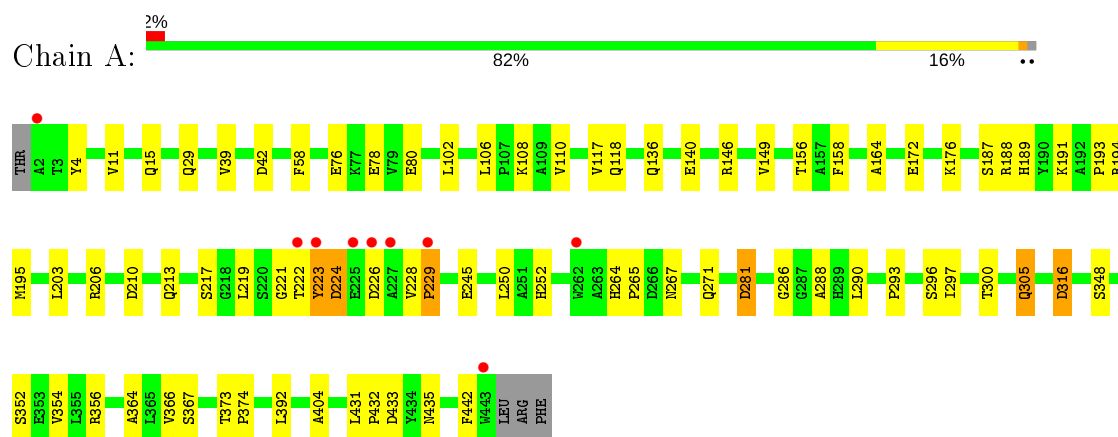 2%
Chain A:
82% 16% ••
THR A2 T3 Y4 V11 Q15 Q29 V39 D42 F58 E76 K77 E78 V79 E80 L102 L106 P107 K108 A109 V110 V117 Q118 Q136 E140 R146 V149 T156 A157 F158 A164 E172 K176 S187 R188 H189 Y190 K191 A192 P193
M195 L203 R206 D210 Q213 S217 G218 L219 S220 G221 T222 Y223 D224 E225 D226 A227 V228 P229 E245 L250 A251 H252 W262 A263 H264 P265 D266 N267 Q271 D281 G286 G287 A288 H289 L290 P293 S296 I297 T300 Q305 D316 S348
S352 E353 V354 L355 R356 A364 L365 V366 S367 T373 P374 L392 A404 L431 P432 D433 Y434 N435 F442 W443 LEU ARG PHE